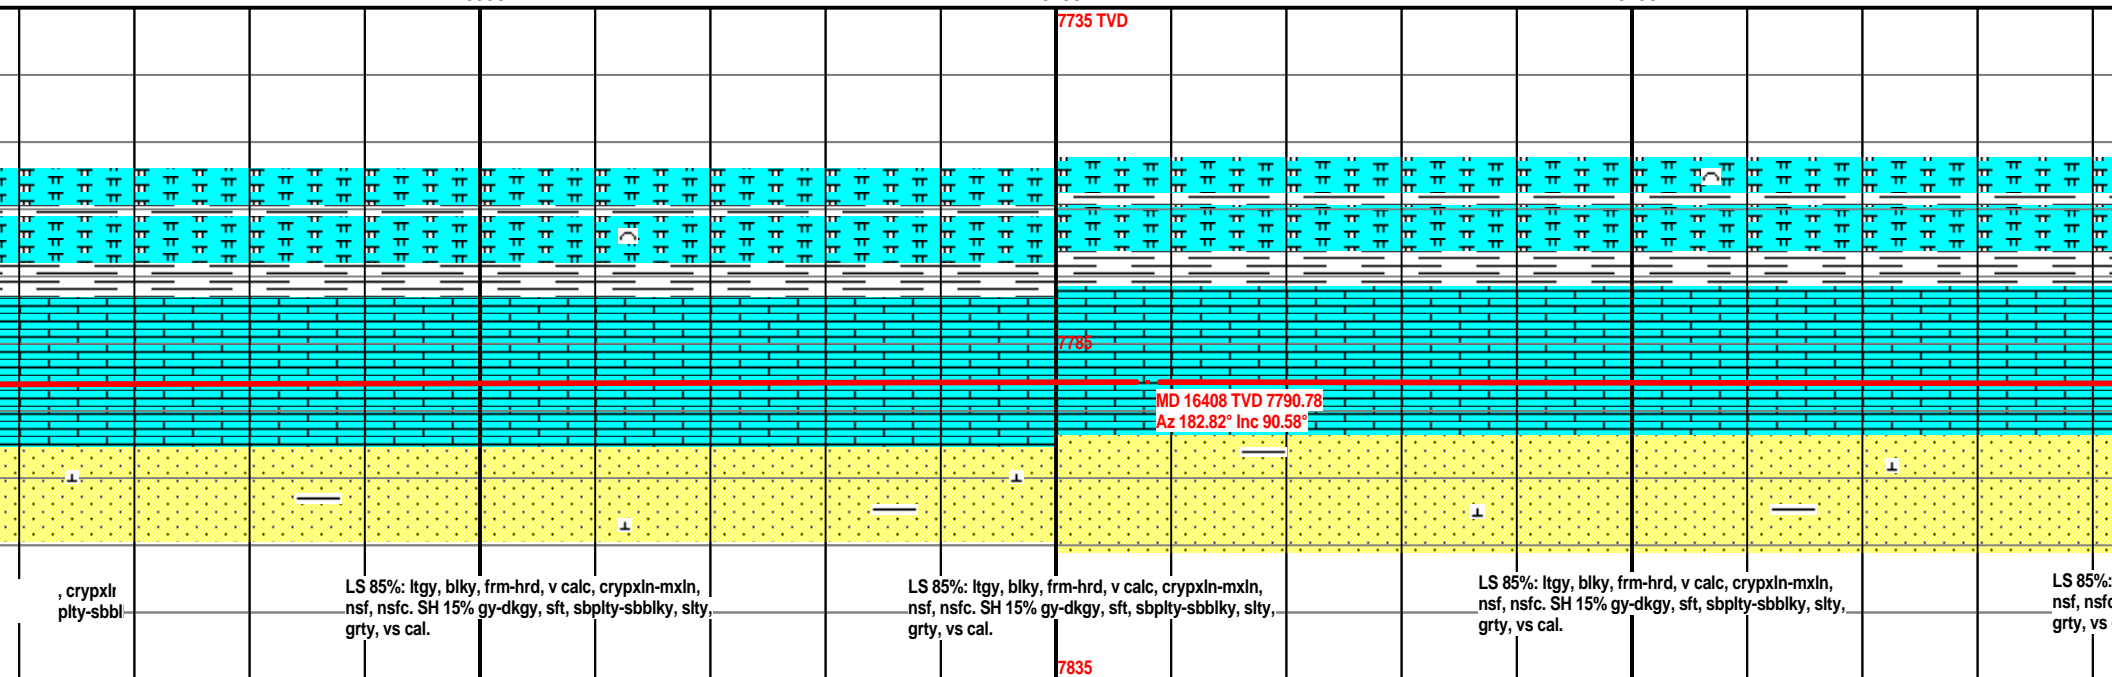 7735 TVD
7785
MD 16408 TVD 7790.78
Az 182.82° Inc 90.58°
, crypxln
plty-sbbl
LS 85%: ltgy, blky, frm-hrd, v calc, crypxln-mxln,
nsf, nsfc. SH 15% gy-dkgy, sft, sbplty-sbblky, slty,
grty, vs cal.
LS 85%: ltgy, blky, frm-hrd, v calc, crypxln-mxln,
nsf, nsfc. SH 15% gy-dkgy, sft, sbplty-sbblky, slty,
grty, vs cal.
LS 85%: ltgy, blky, frm-hrd, v calc, crypxln-mxln,
nsf, nsfc. SH 15% gy-dkgy, sft, sbplty-sbblky, slty,
grty, vs cal.
LS 85%:
nsf, nsfc
grty, vs
7835